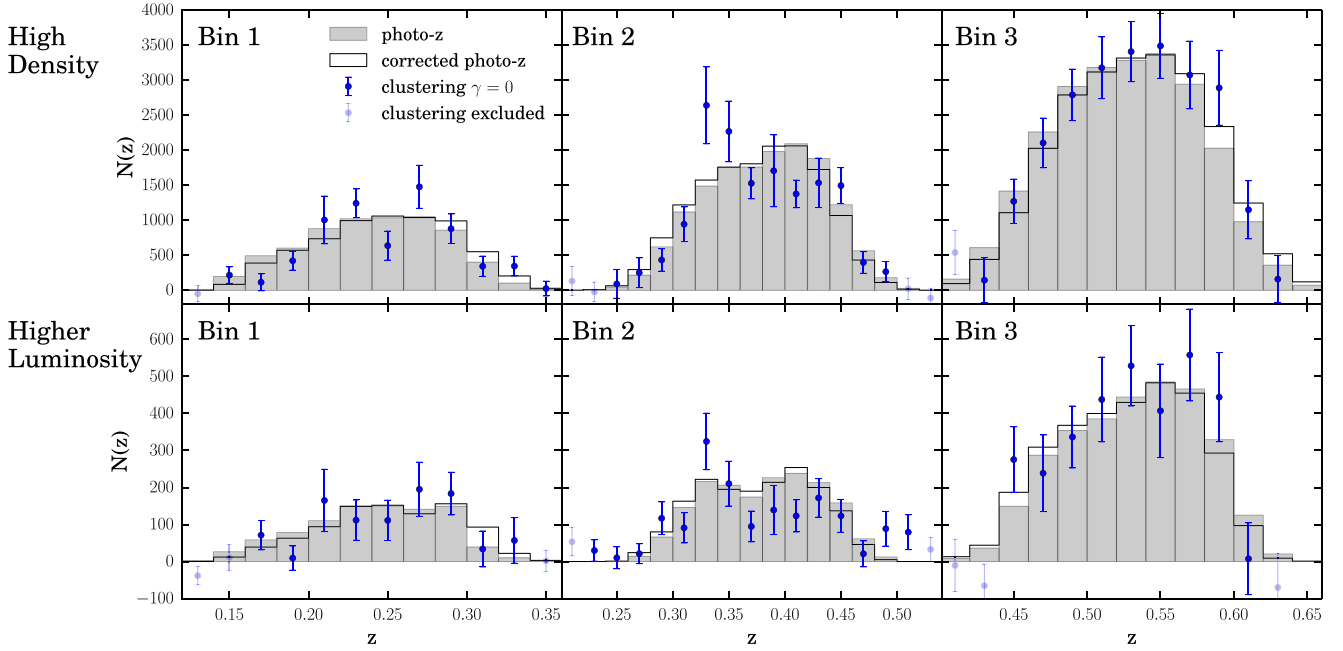 High
Density
Bin 1
photo-z
corrected photo-z
clustering γ = 0
clustering excluded
Bin 2
Bin 3
N(z)
4000
3500
3000
2500
2000
1500
1000
500
0
Higher
Luminosity
Bin 1
Bin 2
Bin 3
N(z)
600
500
400
300
200
100
0
−100
0.15 0.20 0.25 0.30 0.35
0.25 0.30 0.35 0.40 0.45 0.50
0.45 0.50 0.55 0.60 0.65
z z z